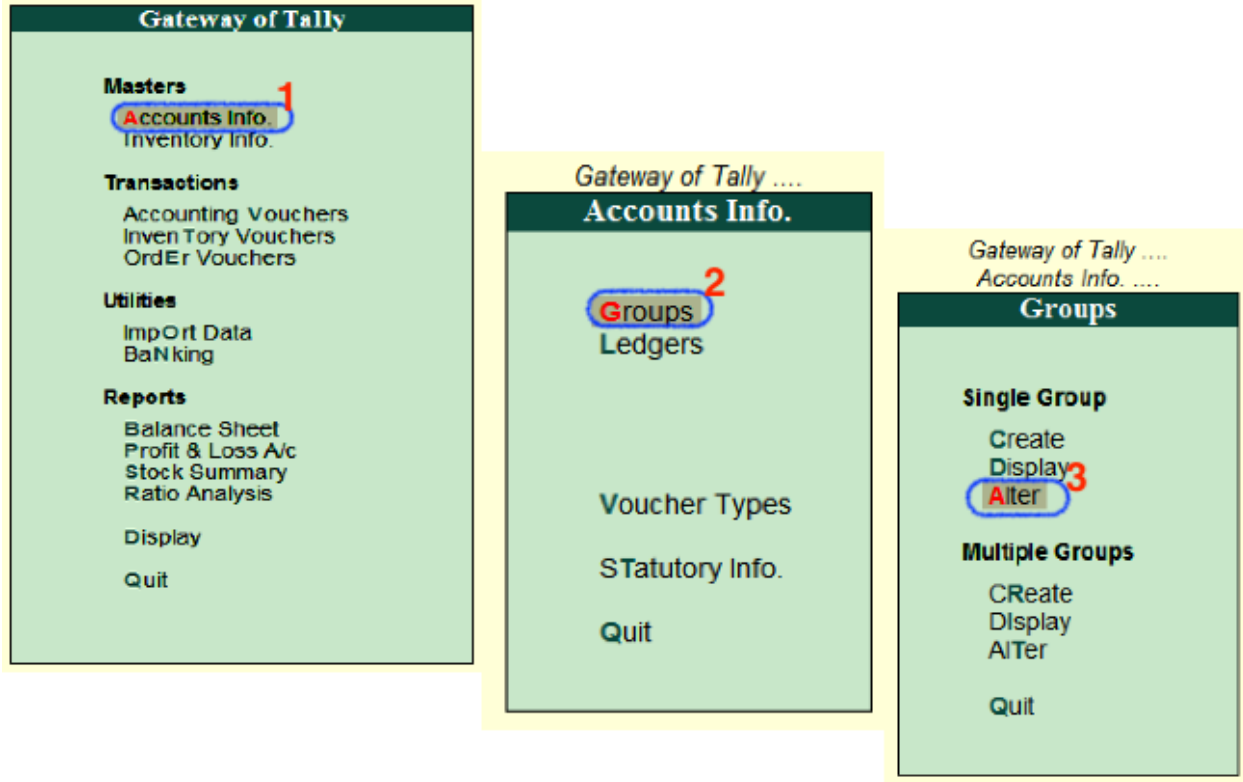 Gateway of Tally
Masters
1
Accounts Info.
Inventory Info.
Transactions
Accounting Vouchers
InvenTory Vouchers
OrdEr Vouchers
Utilities
ImpOrt Data
BaNking
Reports
Balance Sheet
Profit & Loss A/c
Stock Summary
Ratio Analysis
Display
Quit
Gateway of Tally ....
Accounts Info.
2
Groups
Ledgers
Voucher Types
STatutory Info.
Quit
Gateway of Tally ....
Accounts Info. ....
Groups
Single Group
Create
Display
3
Alter
Multiple Groups
CReate
DIsplay
AlTer
Quit